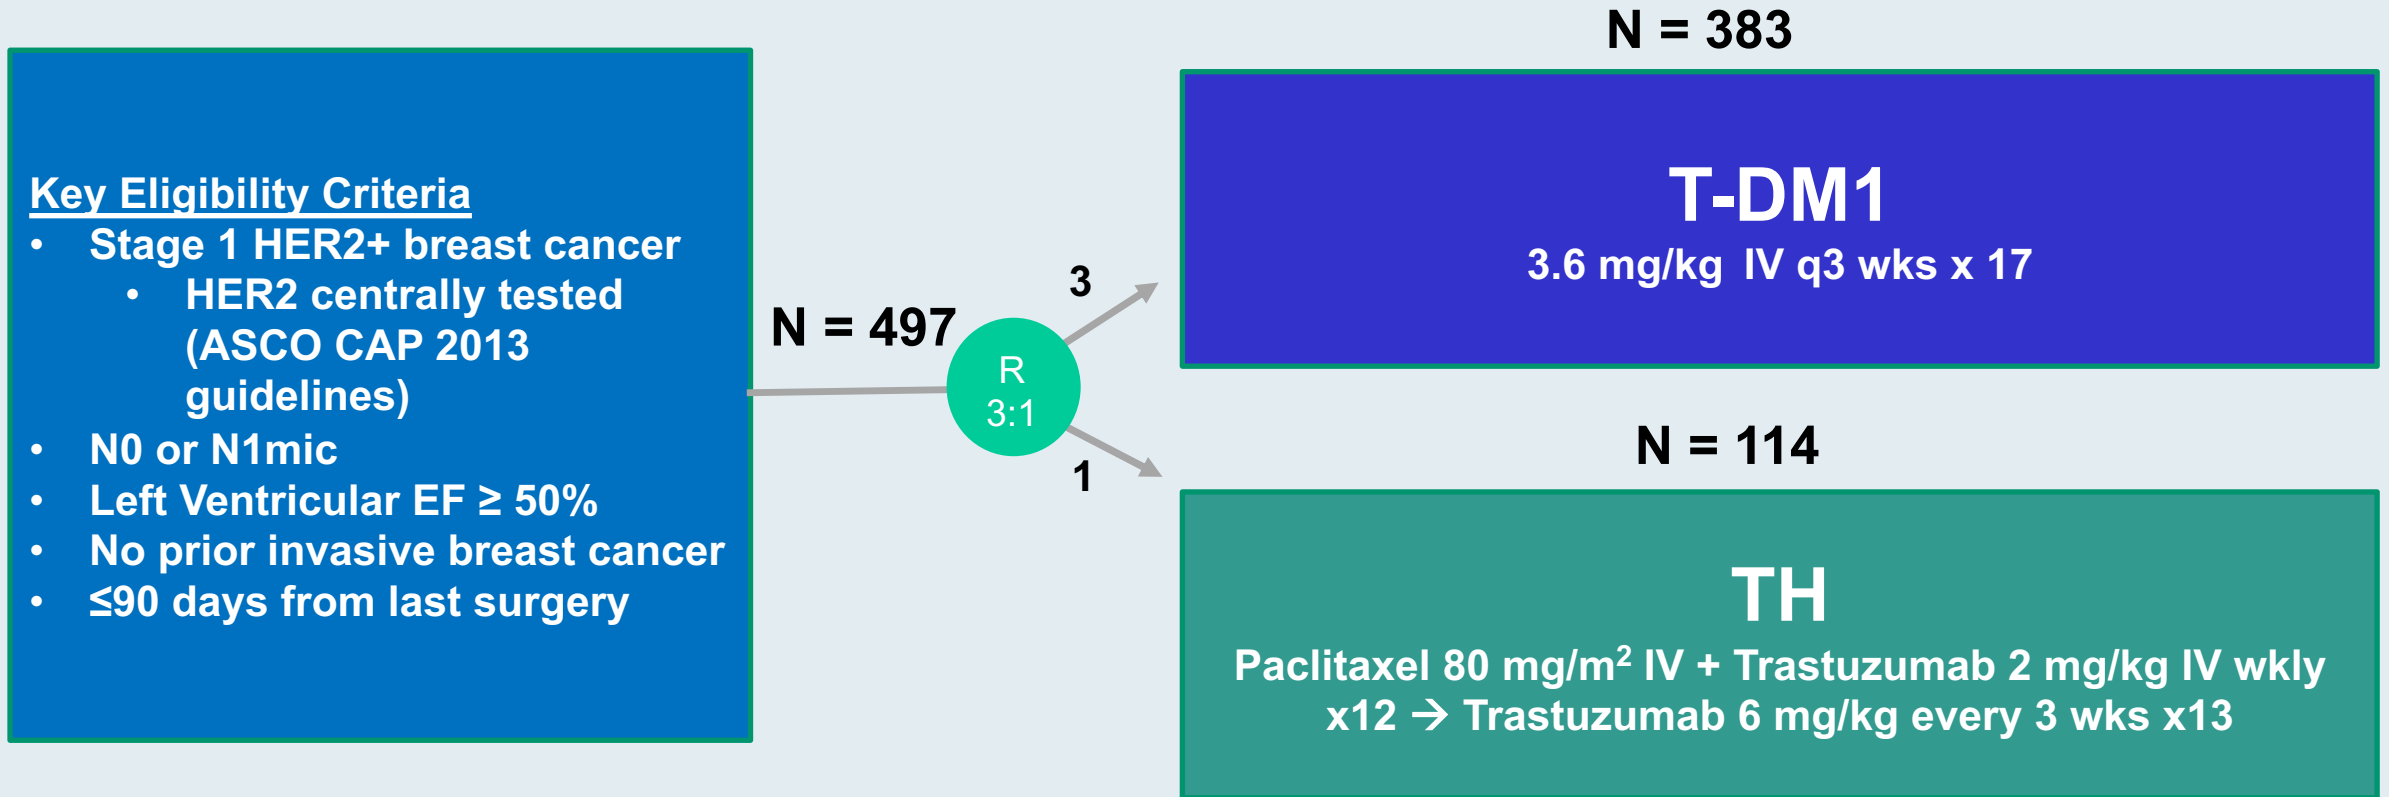 Key Eligibility Criteria
• Stage 1 HER2+ breast cancer
• HER2 centrally tested
(ASCO CAP 2013
guidelines)
• N0 or N1mic
• Left Ventricular EF ≥ 50%
• No prior invasive breast cancer
• ≤90 days from last surgery
N = 497
R
3:1
3
1
N = 383
T-DM1
3.6 mg/kg IV q3 wks x 17
N = 114
TH
Paclitaxel 80 mg/m² IV + Trastuzumab 2 mg/kg IV wkly
x12 → Trastuzumab 6 mg/kg every 3 wks x13